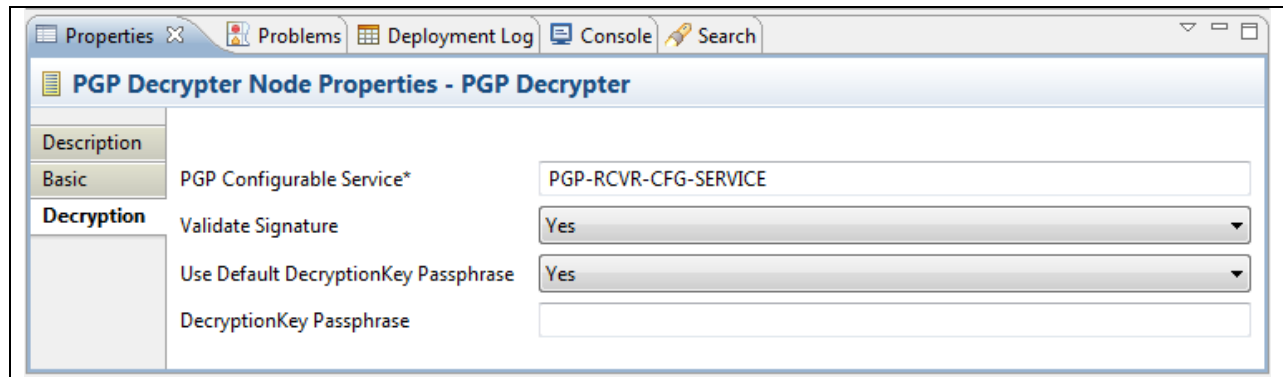 Properties Problems Deployment Log Console Search
PGP Decrypter Node Properties - PGP Decrypter
Description
Basic PGP Configurable Service* PGP-RCVR-CFG-SERVICE
Decryption Validate Signature Yes
Use Default DecryptionKey Passphrase Yes
DecryptionKey Passphrase